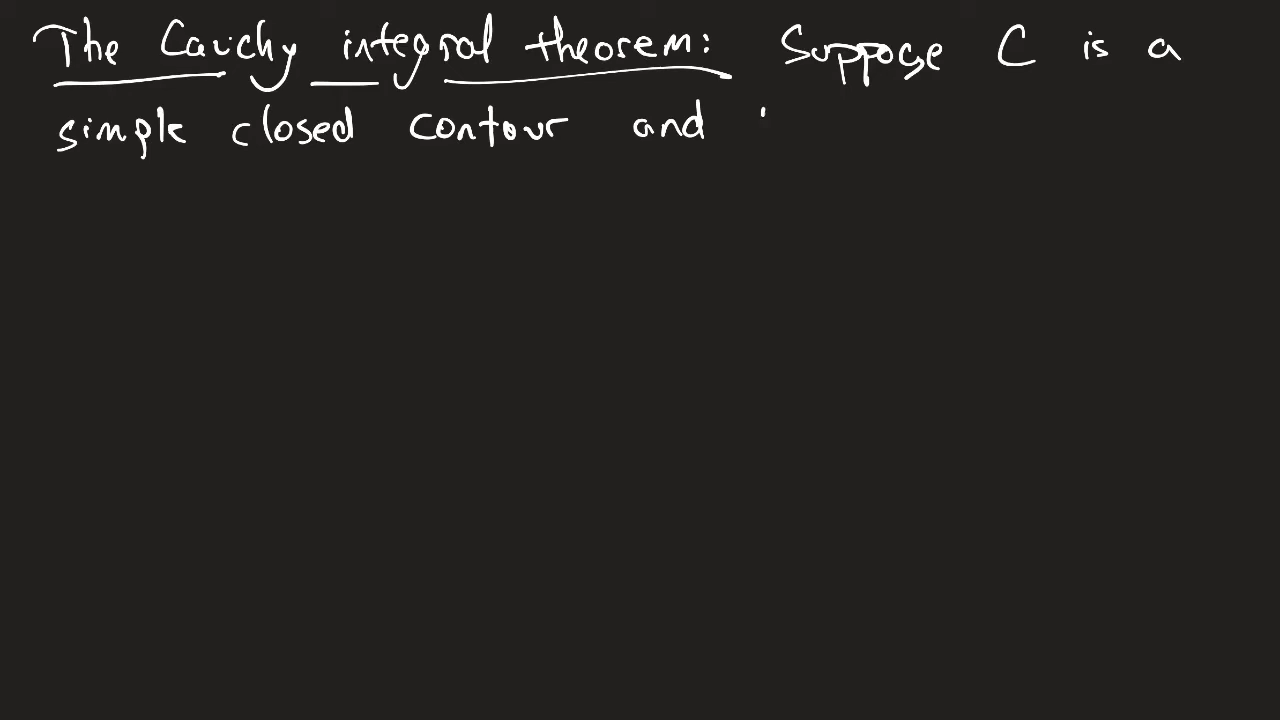 The Cauchy integral theorem: Suppose C is a
simple closed contour and